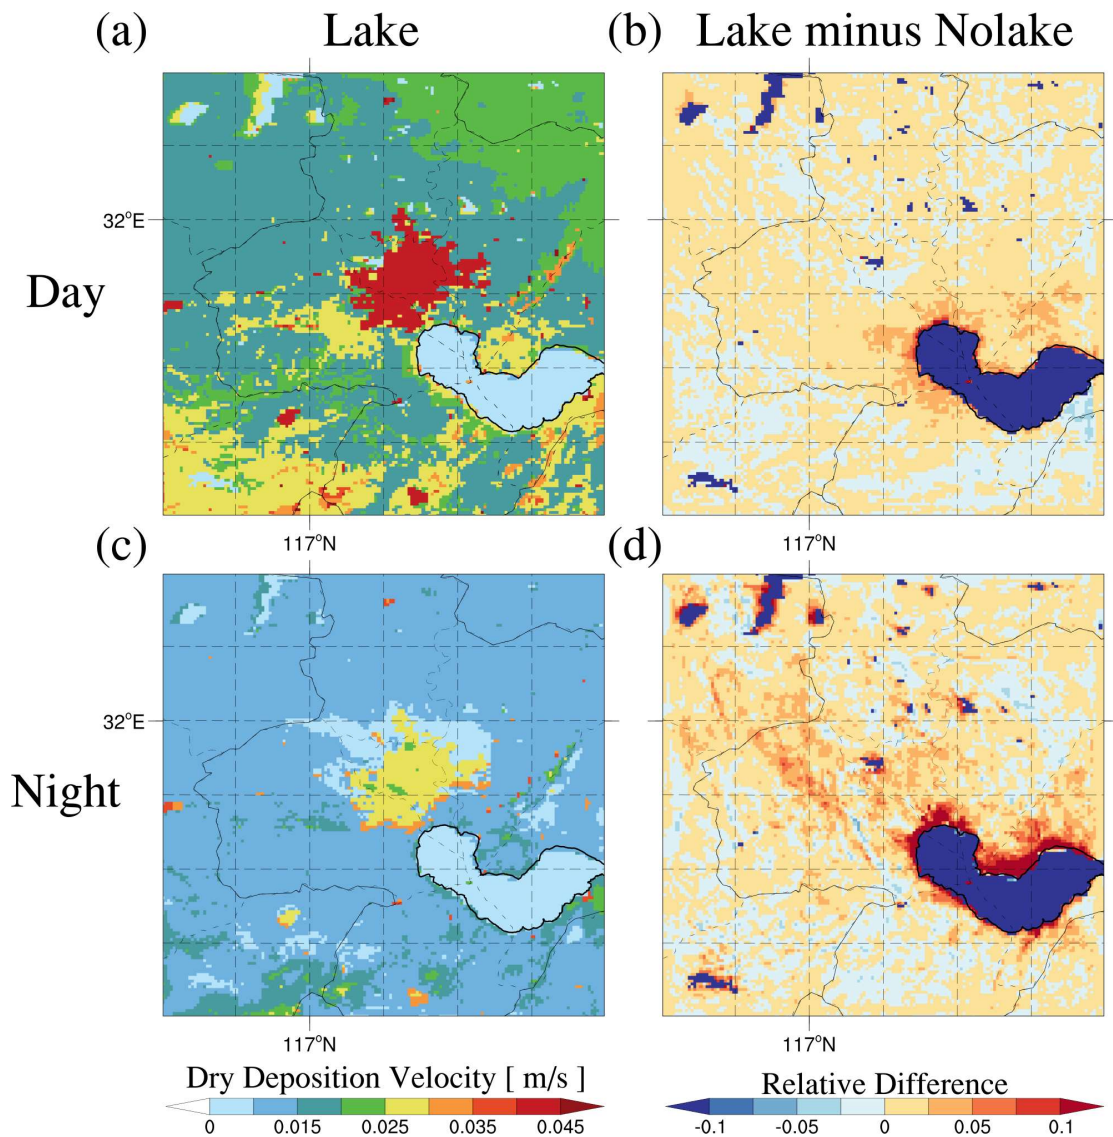 (a) Lake (b) Lake minus Nolake
32°E
Day
117°N 117°N
(c) (d)
32°E
Night
117°N 117°N
Dry Deposition Velocity [ m/s ] Relative Difference
0 0.015 0.025 0.035 0.045 -0.1 -0.05 0 0.05 0.1